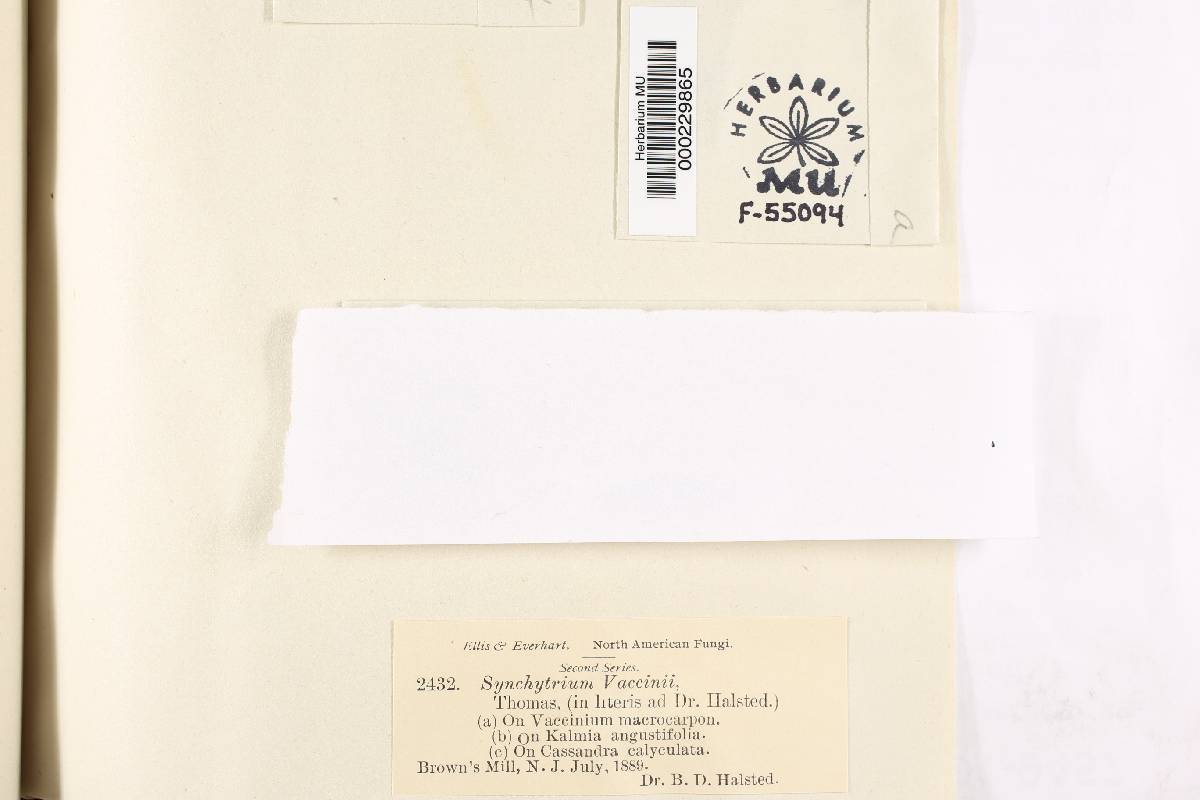 Herbarium MU
000229865
HERBARIUM
MU
F-55094
a
Ellis & Everhart. North American Fungi.
Second Series.
2432. Synchytrium Vaccinii,
Thomas, (in literis ad Dr. Halsted.)
(a) On Vaccinium macrocarpon.
(b) On Kalmia angustifolia.
(c) On Cassandra calyculata.
Brown's Mill, N. J. July, 1889.
Dr. B. D. Halsted.